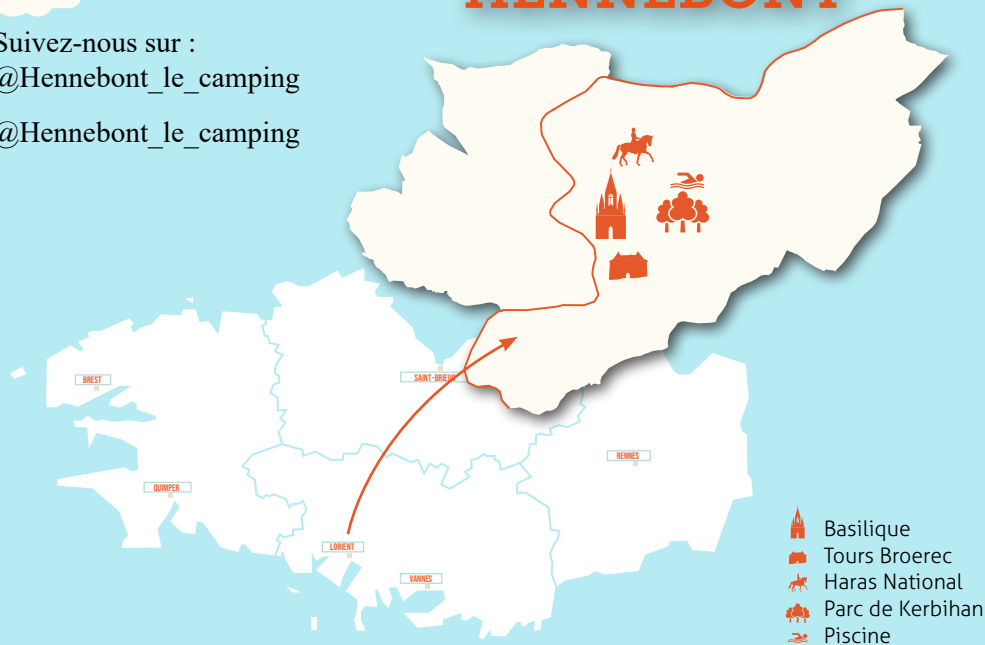 HENNEBONT
Suivez-nous sur :
@Hennebont_le_camping
@Hennebont_le_camping
BREST
SAINT-BRIEUC
RENNES
QUIMPER
LORIENT
VANNES
Basilique
Tours Broerec
Haras National
Parc de Kerbihan
Piscine